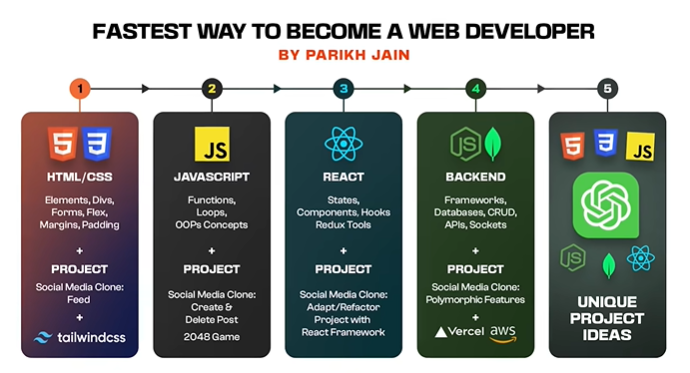 FASTEST WAY TO BECOME A WEB DEVELOPER
BY PARIKH JAIN
1
2
3
4
5
5
3
HTML/CSS
Elements, Divs,
Forms, Flex,
Margins, Padding
+
PROJECT
Social Media Clone:
Feed
+
tailwindcss
JS
JAVASCRIPT
Functions,
Loops,
OOPs Concepts
+
PROJECT
Social Media Clone:
Create &
Delete Post
2048 Game
REACT
States,
Components, Hooks
Redux Tools
+
PROJECT
Social Media Clone:
Adapt/Refactor
Project with
React Framework
JS
BACKEND
Frameworks,
Databases, CRUD,
APIs, Sockets
+
PROJECT
Social Media Clone:
Polymorphic Features
+
Vercel aws
5
3
JS
JS
UNIQUE
PROJECT
IDEAS